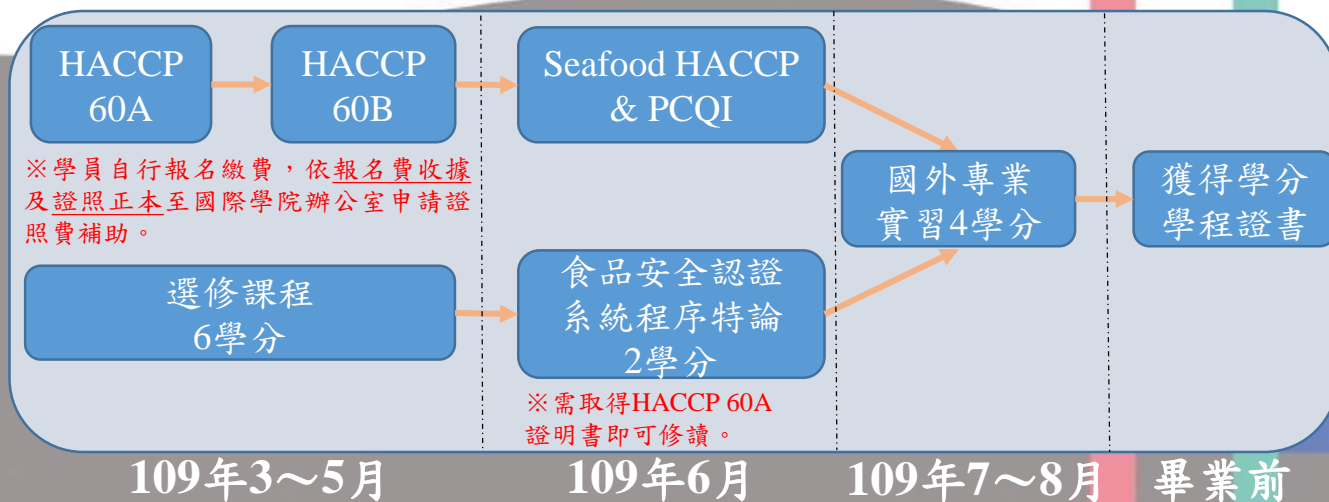 HACCP
60A
HACCP
60B
Seafood HACCP
& PCQI
※學員自行報名繳費，依報名費收據
及證照正本至國際學院辦公室申請證
照費補助。
國外專業
實習4學分
獲得學分
學程證書
選修課程
6學分
食品安全認證
系統程序特論
2學分
※需取得HACCP 60A
證明書即可修讀。
109年3～5月
109年6月
109年7～8月
畢業前